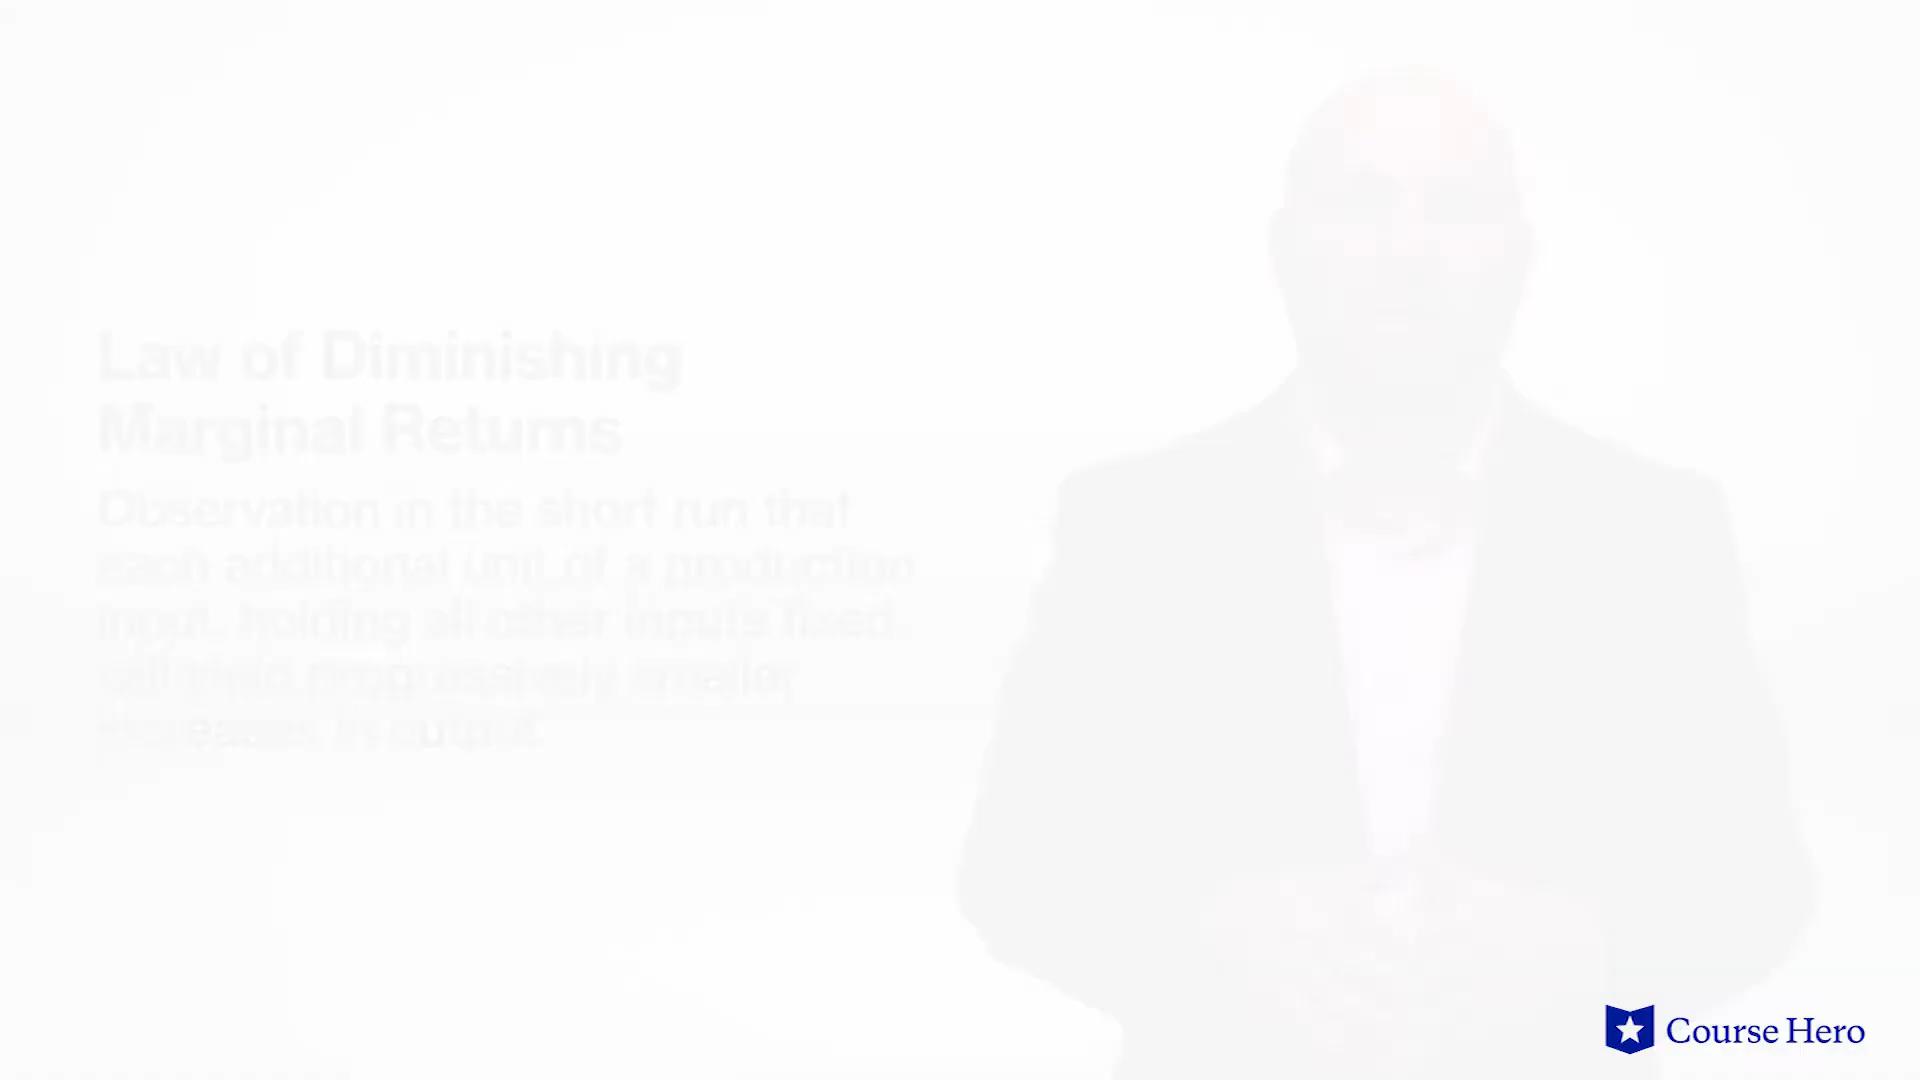 Law of Diminishing
Marginal Returns
Observation in the short run that
each additional unit of a production
input, holding all other inputs fixed,
will yield progressively smaller
increases in output.
Course Hero